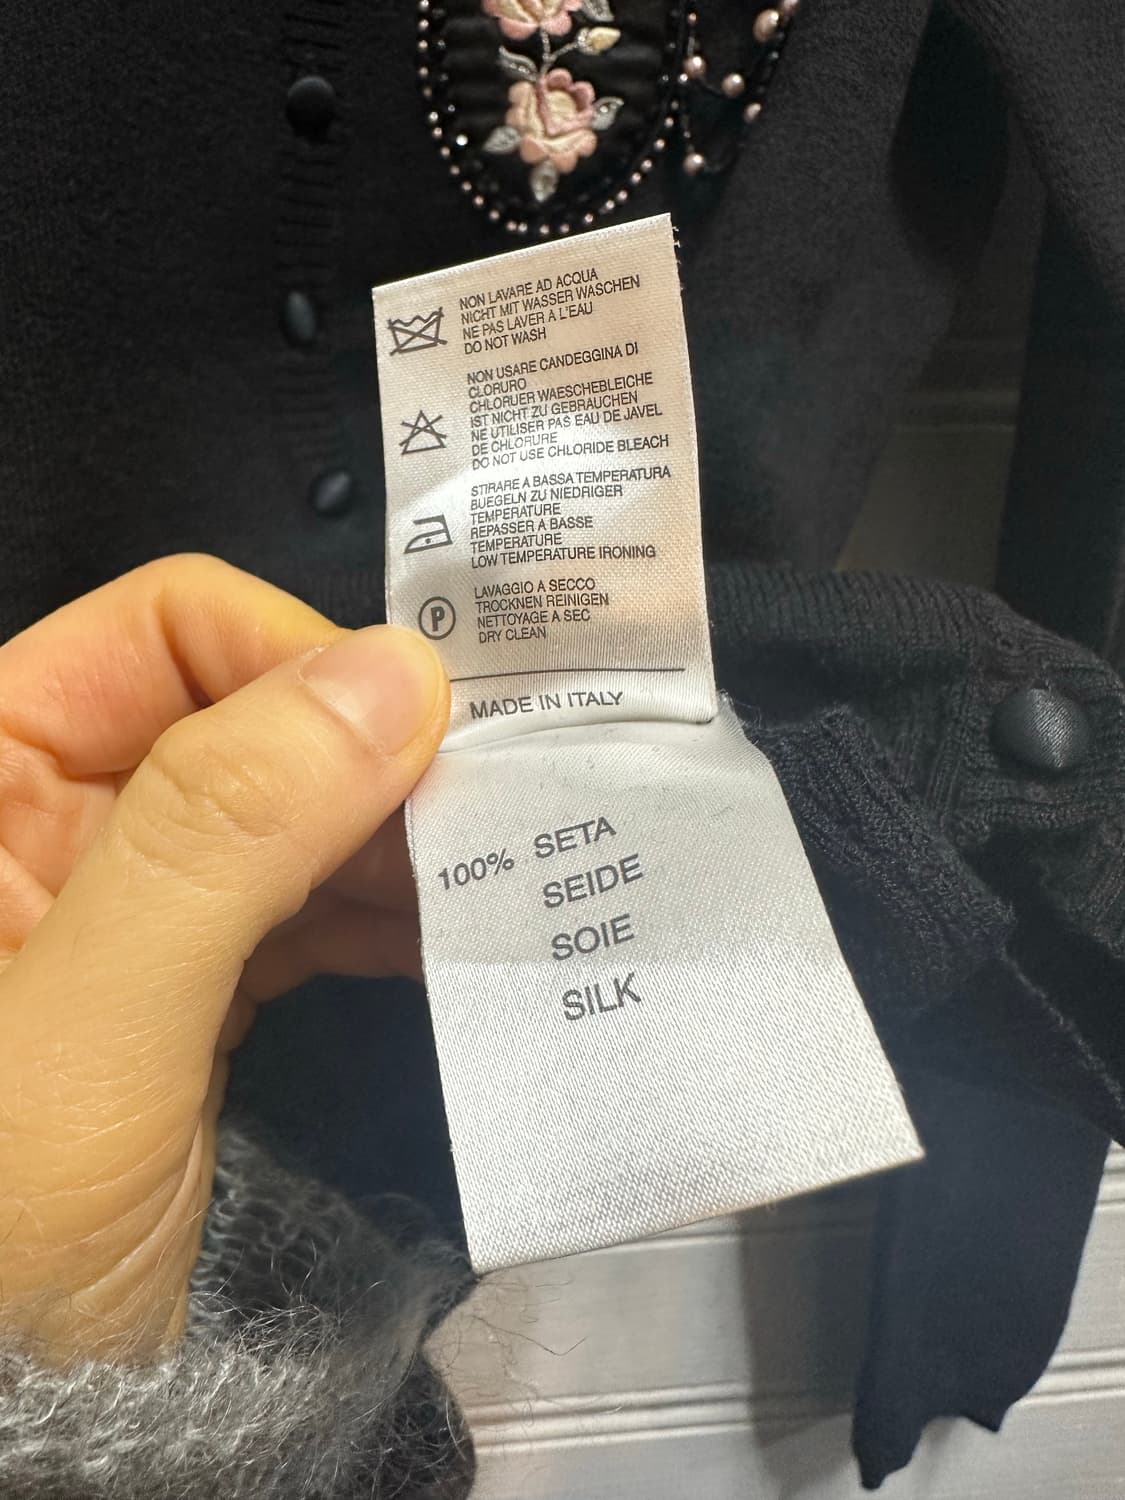 NON LAVARE AD ACQUA
NICHT MIT WASSER WASCHEN
NE PAS LAVER A L'EAU
DO NOT WASH
NON USARE CANDEGGINA DI
CLORURO
CHLORUER WAESCHEBLEICHE
IST NICHT ZU GEBRAUCHEN
NE UTILISER PAS EAU DE JAVEL
DE CHLORURE
DO NOT USE CHLORIDE BLEACH
STIRARE A BASSA TEMPERATURA
BUEGELN ZU NIEDRIGER
TEMPERATURE
REPASSER A BASSE
TEMPERATURE
LOW TEMPERATURE IRONING
P
LAVAGGIO A SECCO
TROCKNEN REINIGEN
NETTOYAGE A SEC
DRY CLEAN
MADE IN ITALY
100% SETA
SEIDE
SOIE
SILK